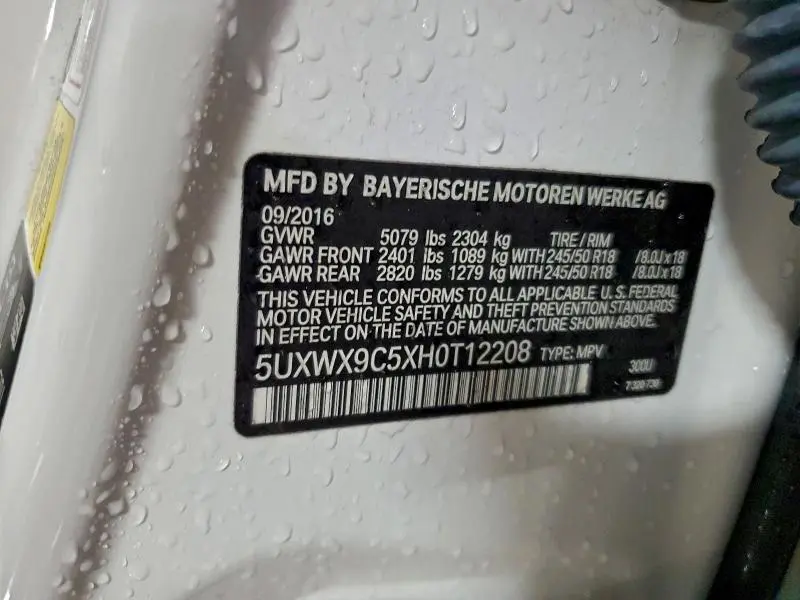 MFD BY BAYERISCHE MOTOREN WERKE AG
09/2016
GVWR 5079 lbs 2304 kg TIRE / RIM
GAWR FRONT 2401 lbs 1089 kg WITH 245/50 R18 /8.0J x 18
GAWR REAR 2820 lbs 1279 kg WITH 245/50 R18 /8.0J x 18
THIS VEHICLE CONFORMS TO ALL APPLICABLE U.S. FEDERAL
MOTOR VEHICLE SAFETY AND THEFT PREVENTION STANDARDS
IN EFFECT ON THE DATE OF MANUFACTURE SHOWN ABOVE.
5UXWX9C5XH0T12208 TYPE: MPV 300U
7 320 730